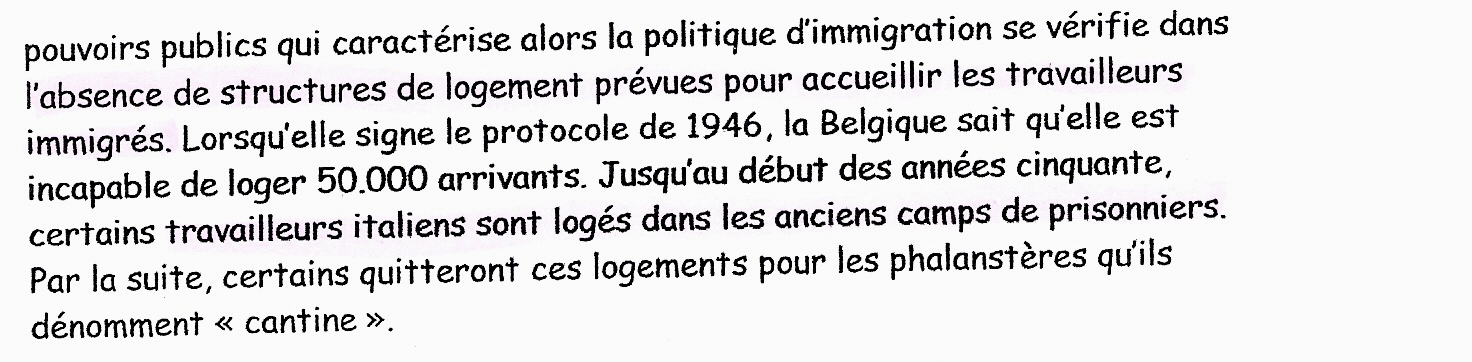 pouvoirs publics qui caractérise alors la politique d'immigration se vérifie dans
l'absence de structures de logement prévues pour accueillir les travailleurs
immigrés. Lorsqu'elle signe le protocole de 1946, la Belgique sait qu'elle est
incapable de loger 50.000 arrivants. Jusqu'au début des années cinquante,
certains travailleurs italiens sont logés dans les anciens camps de prisonniers.
Par la suite, certains quitteront ces logements pour les phalanstères qu'ils
dénomment « cantine ».